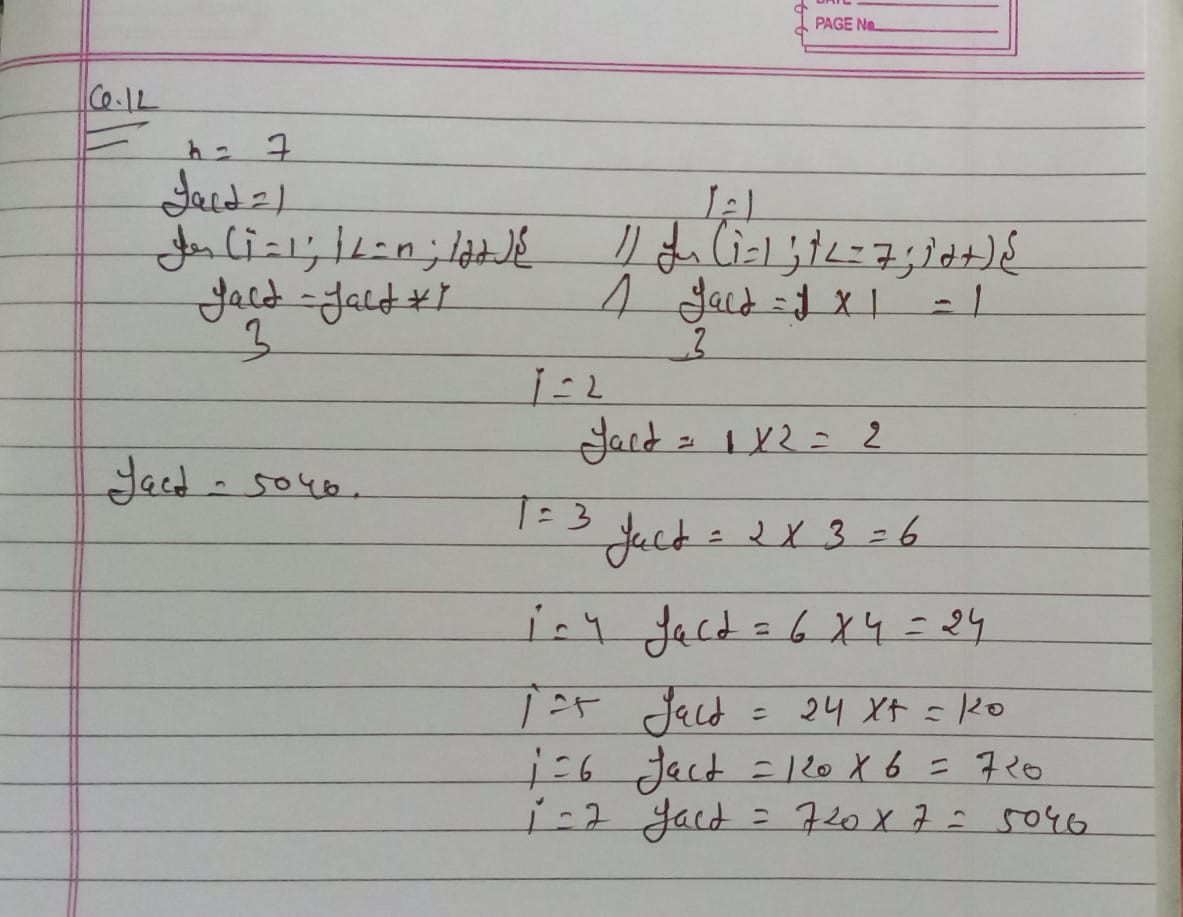 DATE
PAGE No.
Q.12
n = 7
fact = 1
i = 1
for (i=1; i<=n; i++){ // for (i=1; i<=7; i++){
fact = fact * i fact = 1 x 1 = 1
} }
i = 2
fact = 1 x 2 = 2
fact = 5040.
i = 3 fact = 2 x 3 = 6
i = 4 fact = 6 x 4 = 24
i = 5 fact = 24 x 5 = 120
i = 6 fact = 120 x 6 = 720
i = 7 fact = 720 x 7 = 5040